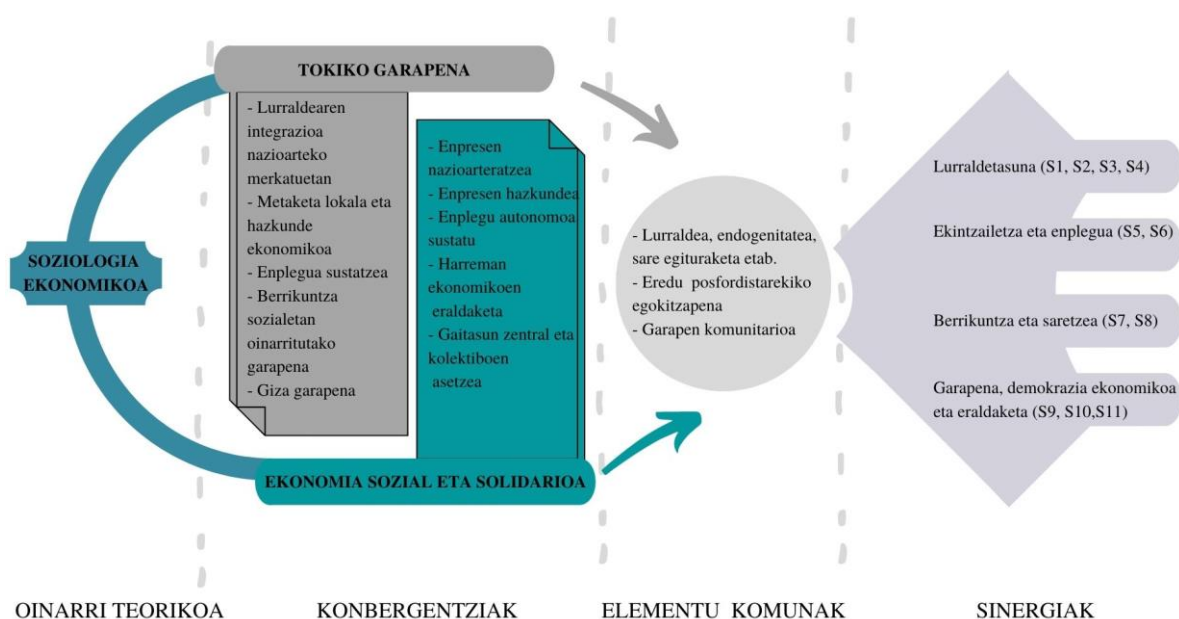 TOKIKO GARAPENA
- Lurraldearen
integrazioa
nazioarteko
merkatuetan
- Metaketa lokala eta
hazkunde
ekonomikoa
- Enplegua sustatzea
- Berrikuntza
sozialetan
oinarritutako
garapena
- Giza garapena
- Enpresen
nazioarteratzea
- Enpresen hazkundea
- Enplegu autonomoa
sustatu
- Harreman
ekonomikoen
eraldaketa
- Gaitasun zentral eta
kolektiboen
asetzea
SOZIOLOGIA
EKONOMIKOA
EKONOMIA SOZIAL ETA SOLIDARIOA
- Lurraldea, endogenitatea,
sare egituraketa etab.
- Eredu posfordistarekiko
egokitzapena
- Garapen komunitarioa
Lurraldetasuna (S1, S2, S3, S4)
Ekintzailetza eta enplegua (S5, S6)
Berrikuntza eta saretzea (S7, S8)
Garapena, demokrazia ekonomikoa
eta eraldaketa (S9, S10,S11)
OINARRI TEORIKOA
KONBERGENTZIAK
ELEMENTU KOMUNAK
SINERGIAK